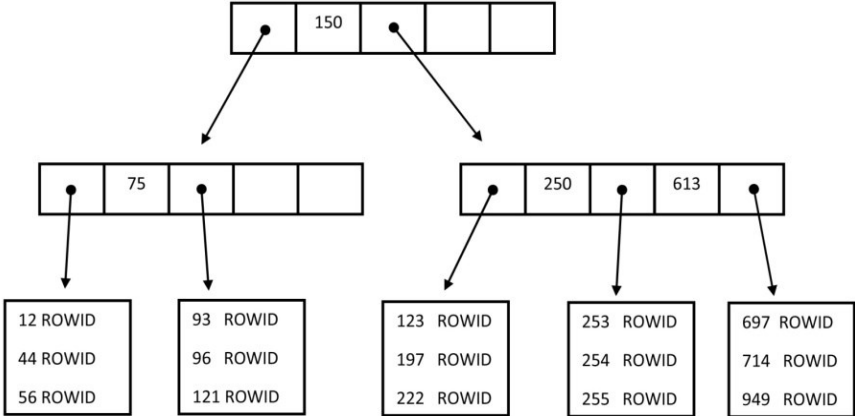 150
75
250 613
12 ROWID
44 ROWID
56 ROWID
93 ROWID
96 ROWID
121 ROWID
123 ROWID
197 ROWID
222 ROWID
253 ROWID
254 ROWID
255 ROWID
697 ROWID
714 ROWID
949 ROWID